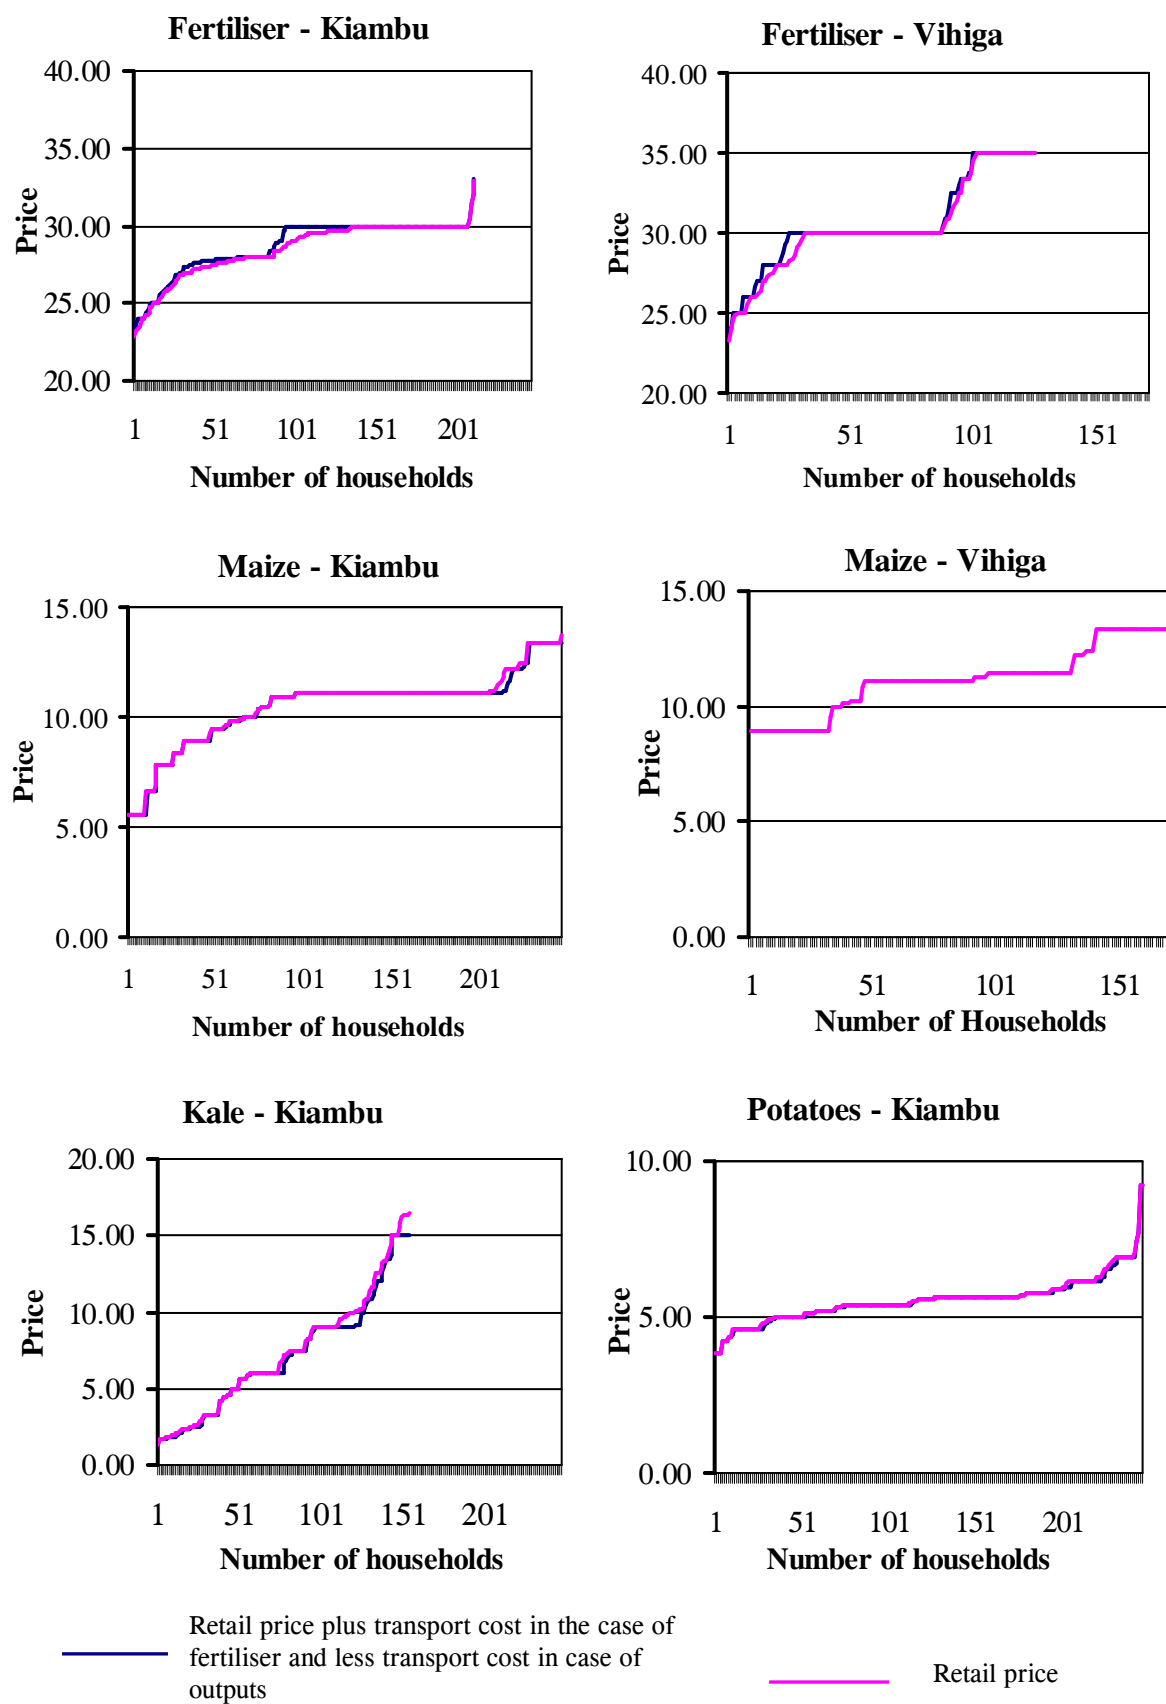 Fertiliser - Kiambu
40.00
35.00
30.00
25.00
20.00
Price
1 51 101 151 201
Number of households
Fertiliser - Vihiga
40.00
35.00
30.00
25.00
20.00
Price
1 51 101 151
Number of households
Maize - Kiambu
15.00
10.00
5.00
0.00
Price
1 51 101 151 201
Number of households
Maize - Vihiga
15.00
10.00
5.00
0.00
Price
1 51 101 151
Number of Households
Kale - Kiambu
20.00
15.00
10.00
5.00
0.00
Price
1 51 101 151 201
Number of households
Potatoes - Kiambu
10.00
5.00
0.00
Price
1 51 101 151 201
Number of households
Retail price plus transport cost in the case of
fertiliser and less transport cost in case of
outputs
Retail price